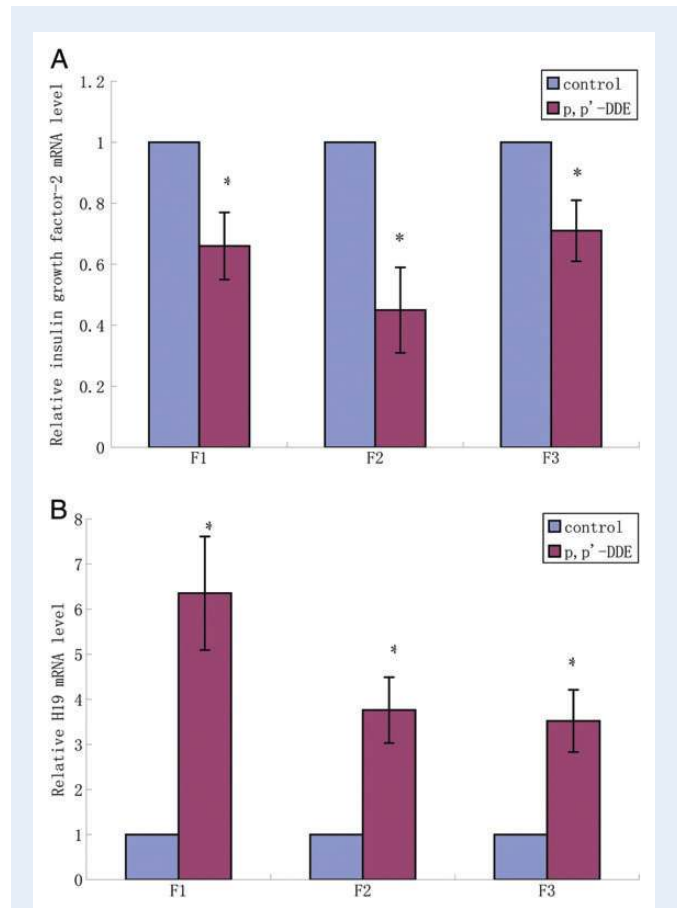 A
Relative insulin growth factor-2 mRNA level
1.2
1
0.8
0.6
0.4
0.2
0
control
p,p'-DDE
*
*
*
F1
F2
F3
B
Relative H19 mRNA level
8
7
6
5
4
3
2
1
0
control
p,p'-DDE
*
*
*
F1
F2
F3